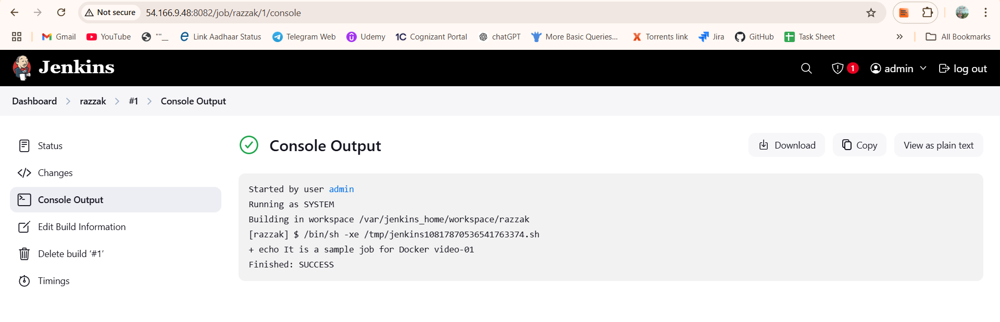 Not secure 54.166.9.48:8082/job/razzak/1/console
Gmail YouTube ""__ Link Aadhaar Status Telegram Web Udemy 1C Cognizant Portal chatGPT More Basic Queries... X Torrents link Jira GitHub Task Sheet » All Bookmarks
Jenkins 1 admin log out
Dashboard > razzak > #1 > Console Output
Status
Changes
Console Output
Edit Build Information
Delete build ‘#1’
Timings
Console Output Download Copy View as plain text
Started by user admin
Running as SYSTEM
Building in workspace /var/jenkins_home/workspace/razzak
[razzak] $ /bin/sh -xe /tmp/jenkins10817870536541763374.sh
+ echo It is a sample job for Docker video-01
Finished: SUCCESS